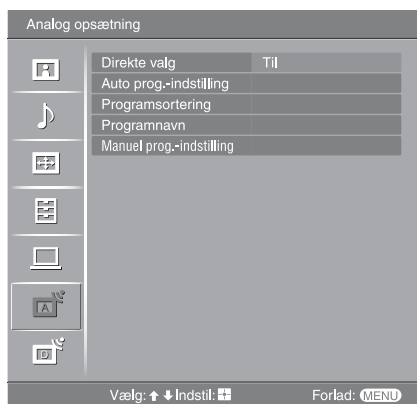 Analog opsætning
Direkte valg Til
Auto prog.-indstilling
Programsortering
Programnavn
Manuel prog.-indstilling
A
D
Vælg: Indstil: Forlad: MENU